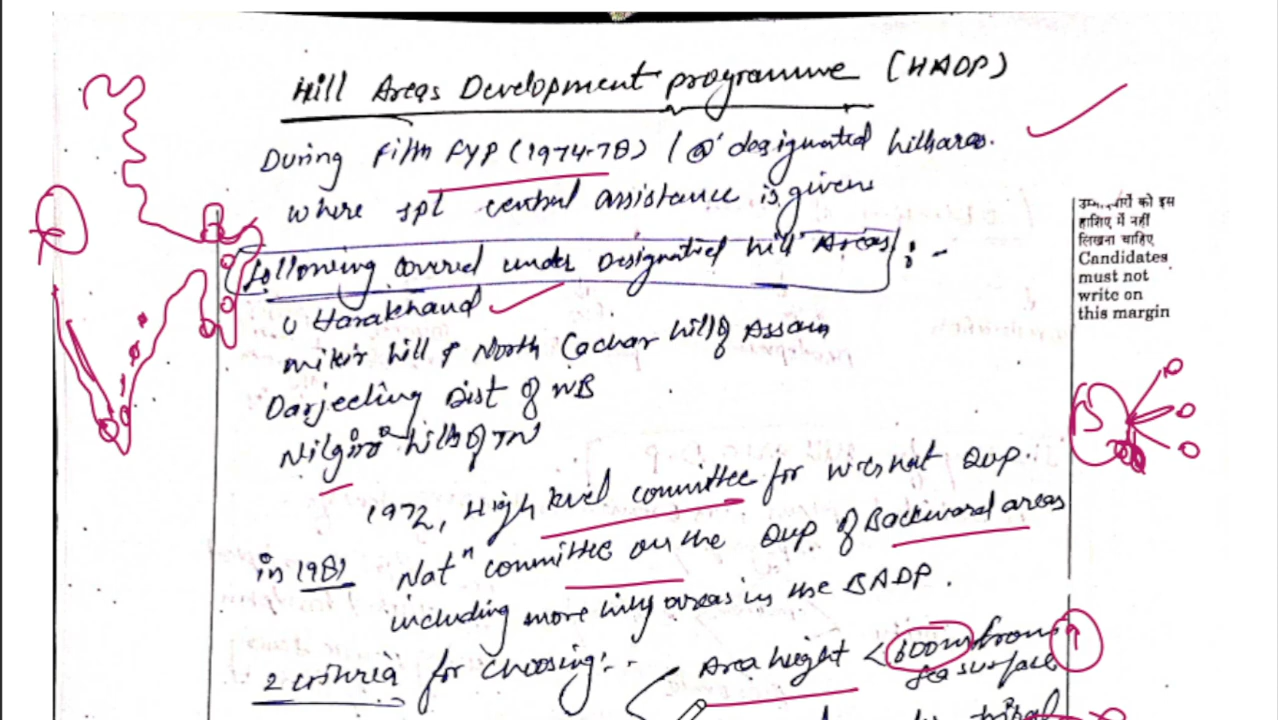 Hill Areas Development programme (HADP)
During Fifth FYP (1974-78) / @ designated hill areas.
where spl central assistance is given
following covered under Designated hill Areas :-
Uttarakhand
mikir hill & North Cachar hill of Assam
Darjeeling Dist of WB
Nilgiri hills of TN
1972, High level committee for
in 1981 Natⁿ committee on the Dvp of Backward areas
including more hilly areas in the BADP.
2 criteria for choosing:-
Area height < 600m from
sea surface
tribal
उम्मीदवारों को इस
हाशिए में नहीं
लिखना चाहिए
Candidates
must not
write on
this margin